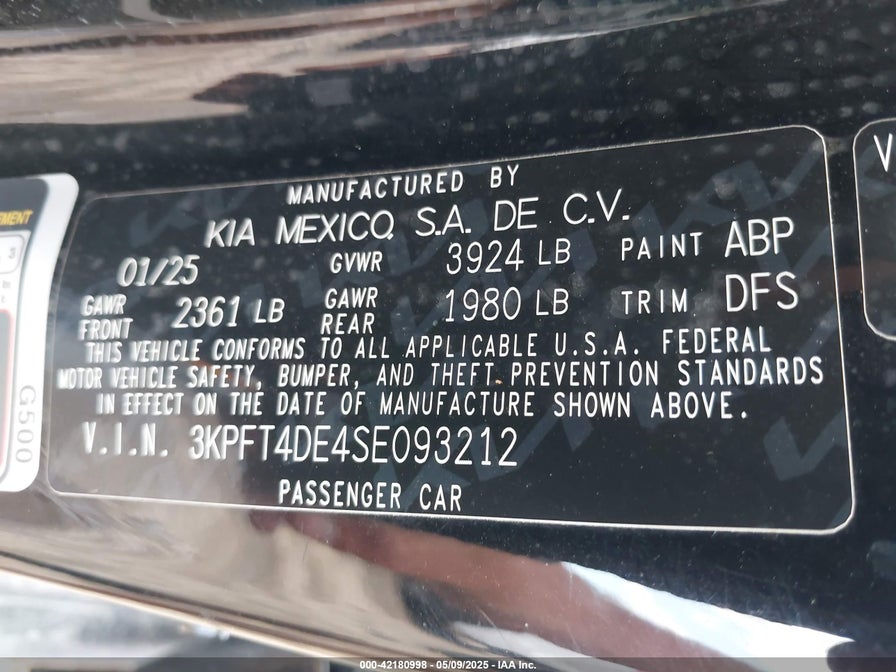 MANUFACTURED BY
KIA MEXICO, S.A. DE C.V.
01/25 GVWR 3924 LB PAINT ABP
GAWR FRONT 2361 LB GAWR REAR 1980 LB TRIM DFS
THIS VEHICLE CONFORMS TO ALL APPLICABLE U.S.A. FEDERAL
MOTOR VEHICLE SAFETY, BUMPER, AND THEFT PREVENTION STANDARDS
IN EFFECT ON THE DATE OF MANUFACTURE SHOWN ABOVE.
V.I.N. 3KPFT4DE4SE093212
PASSENGER CAR
EMENT
3
G500
V
000-42180998 - 05/09/2025 - IAA Inc.